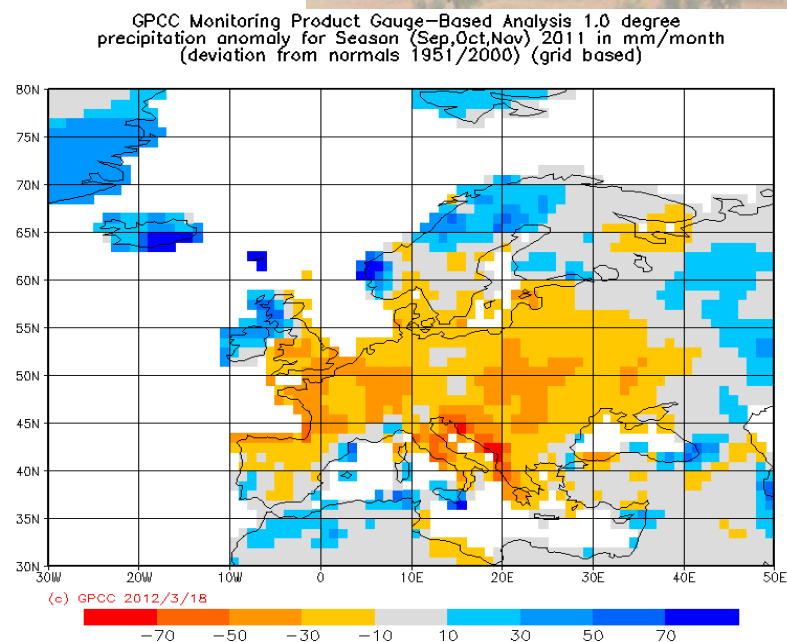 GPCC Monitoring Product Gauge-Based Analysis 1.0 degree
precipitation anomaly for Season (Sep,Oct,Nov) 2011 in mm/month
(deviation from normals 1951/2000) (grid based)
80N
75N
70N
65N
60N
55N
50N
45N
40N
35N
30N
30W 20W 10W 0 10E 20E 30E 40E 50E
(c) GPCC 2012/3/18
-70 -50 -30 -10 10 30 50 70